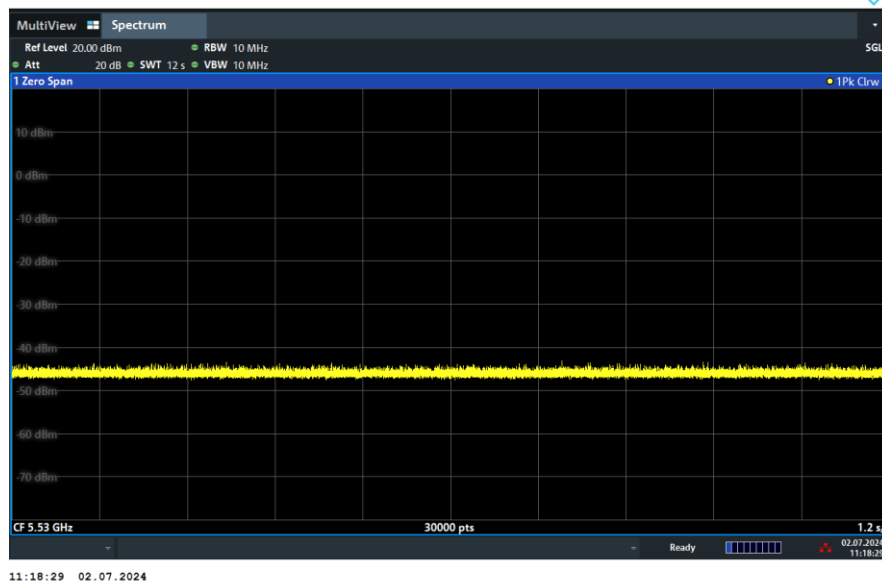 MultiView Spectrum
Ref Level 20.00 dBm RBW 10 MHz SGL
Att 20 dB SWT 12 s VBW 10 MHz
1 Zero Span 1Pk Clrw
10 dBm
0 dBm
-10 dBm
-20 dBm
-30 dBm
-40 dBm
-50 dBm
-60 dBm
-70 dBm
CF 5.53 GHz 30000 pts 1.2 s/
Ready 02.07.2024
11:18:29
11:18:29 02.07.2024